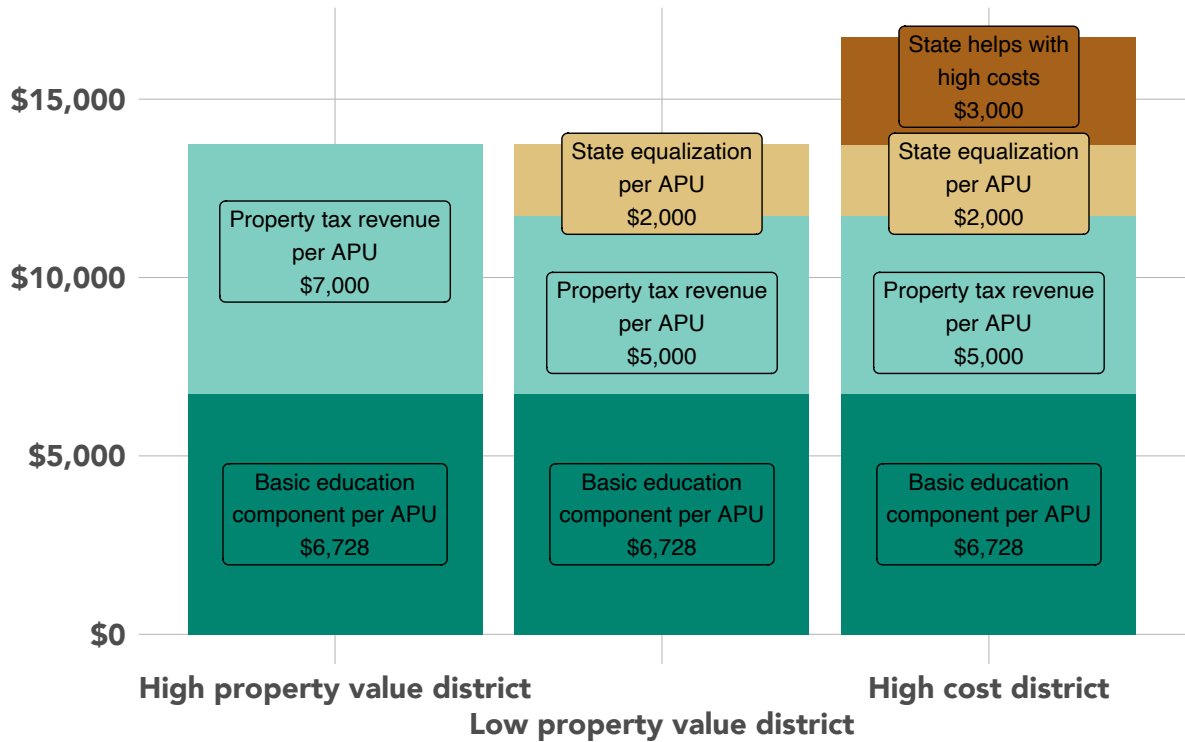 $15,000
$10,000
$5,000
$0
Property tax revenue
per APU
$7,000
Basic education
component per APU
$6,728
State equalization
per APU
$2,000
Property tax revenue
per APU
$5,000
Basic education
component per APU
$6,728
State helps with
high costs
$3,000
State equalization
per APU
$2,000
Property tax revenue
per APU
$5,000
Basic education
component per APU
$6,728
High property value district
Low property value district
High cost district